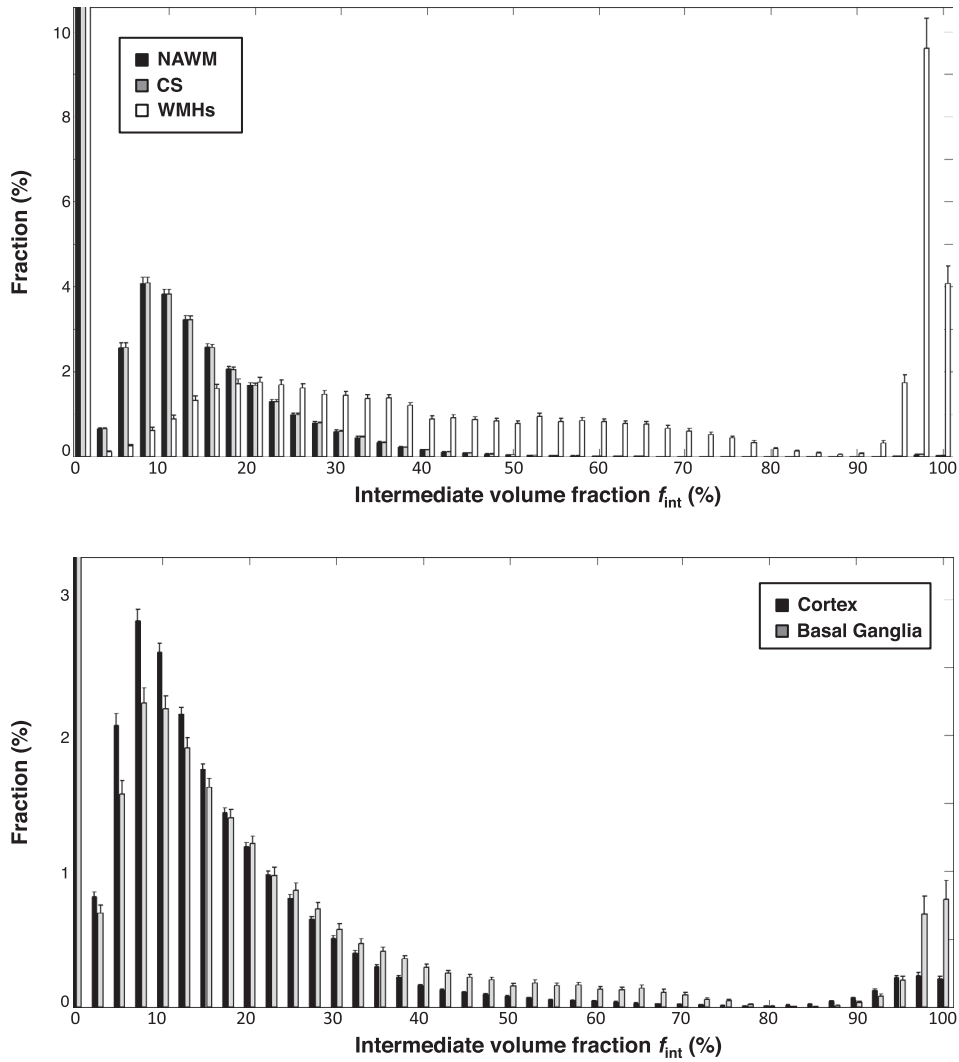 10
8
6
4
2
0
Fraction (%)
NAWM
CS
WMHs
0 10 20 30 40 50 60 70 80 90 100
Intermediate volume fraction fint (%)
3
2
1
0
Fraction (%)
Cortex
Basal Ganglia
0 10 20 30 40 50 60 70 80 90 100
Intermediate volume fraction fint (%)